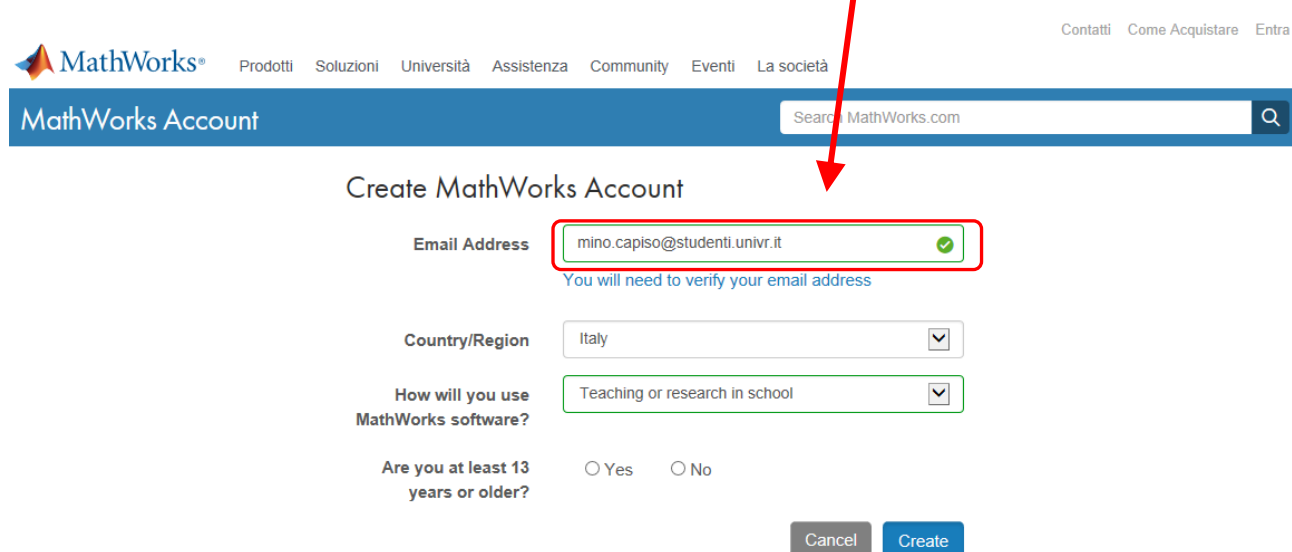 Contatti Come Acquistare Entra
MathWorks® Prodotti Soluzioni Università Assistenza Community Eventi La società
MathWorks Account Search MathWorks.com
Create MathWorks Account
Email Address mino.capiso@studenti.univr.it
You will need to verify your email address
Country/Region Italy
How will you use Teaching or research in school
MathWorks software?
Are you at least 13 Yes No
years or older?
Cancel Create